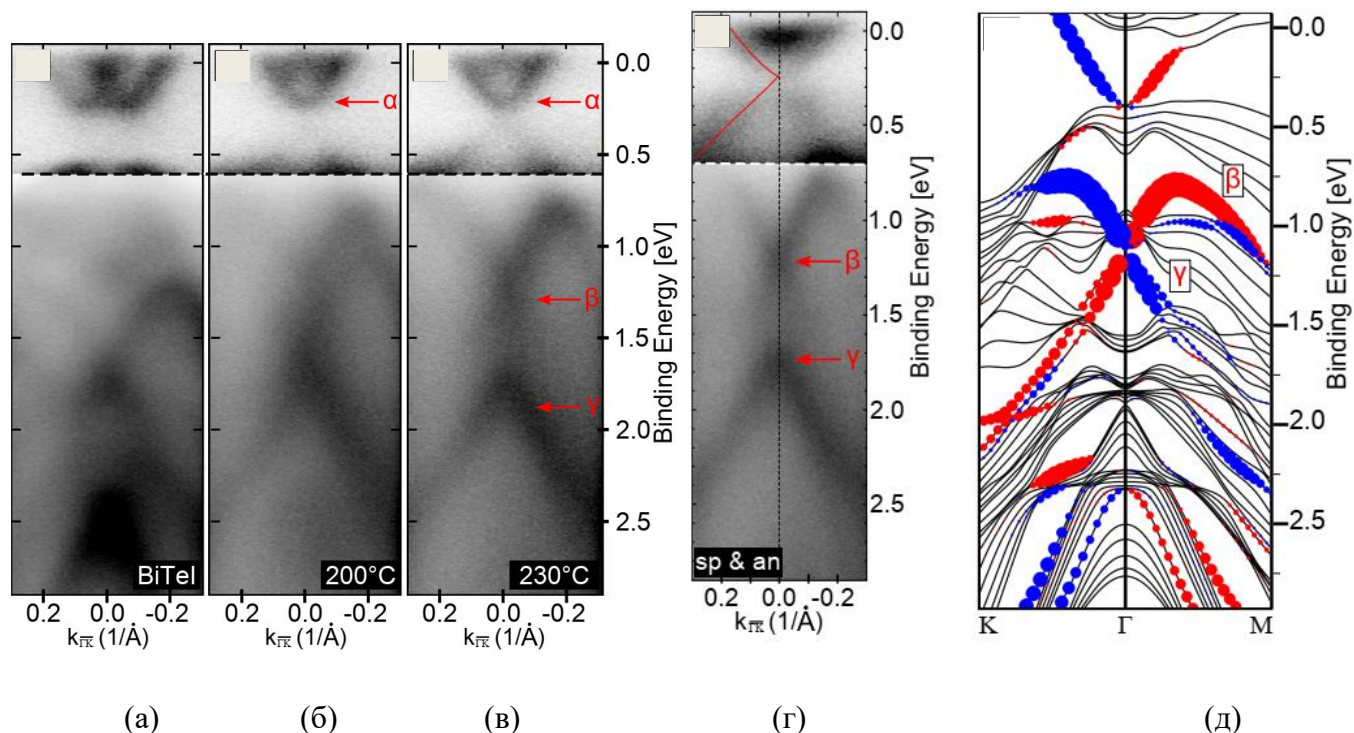 0.0
0.5
1.0
1.5
2.0
2.5
Binding Energy [eV]
α
α
β
γ
BiTeI
200°C
230°C
0.2 0.0 -0.2
0.2 0.0 -0.2
0.2 0.0 -0.2
k_Γ̅K̅ (1/Å)
k_Γ̅K̅ (1/Å)
k_Γ̅K̅ (1/Å)
0.0
0.5
1.0
1.5
2.0
2.5
Binding Energy [eV]
β
γ
sp & an
0.2 0.0 -0.2
k_Γ̅K̅ (1/Å)
-0.0
-0.5
-1.0
-1.5
-2.0
-2.5
Binding Energy [eV]
β
γ
K Γ M
(а) (б) (в) (г) (д)